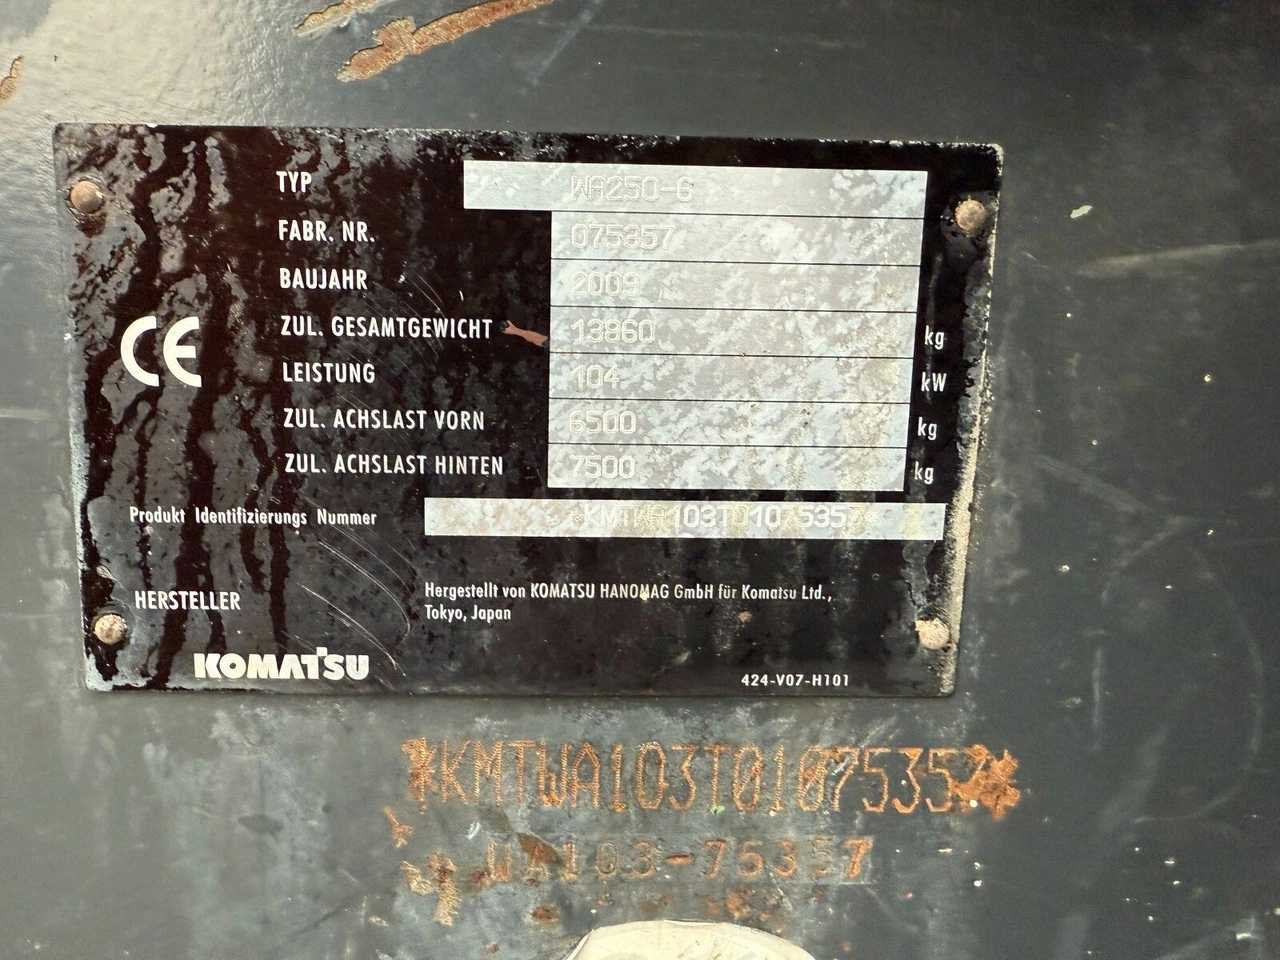 TYP WA250-6
FABR. NR. 075357
BAUJAHR 2009
ZUL. GESAMTGEWICHT 13860 kg
CE
LEISTUNG 104 kW
ZUL. ACHSLAST VORN 6500 kg
ZUL. ACHSLAST HINTEN 7500 kg
Produkt Identifizierungs Nummer *KMTWA103T01075357*
HERSTELLER Hergestellt von KOMATSU HANOMAG GmbH für Komatsu Ltd.,
Tokyo, Japan
KOMATSU
424-V07-H101
*KMTWA103T01075357*
WA103-75357